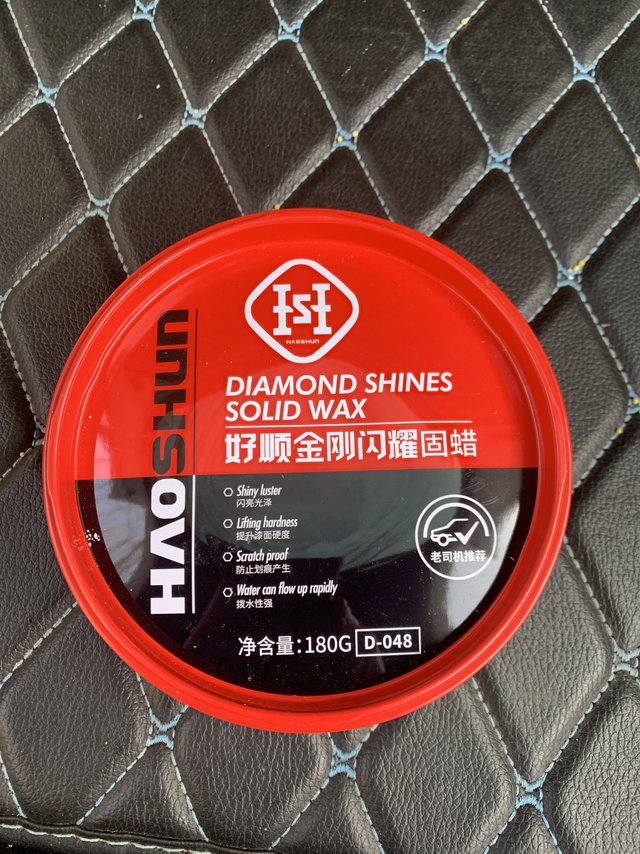 HS
HAOSHUN
HAOSHUN
DIAMOND SHINES
SOLID WAX
好顺金刚闪耀固蜡
Shiny luster
闪亮光泽
Lifting hardness
提升漆面硬度
Scratch proof
防止划痕产生
Water can flow up rapidly
拨水性强
老司机推荐
净含量:180G D-048